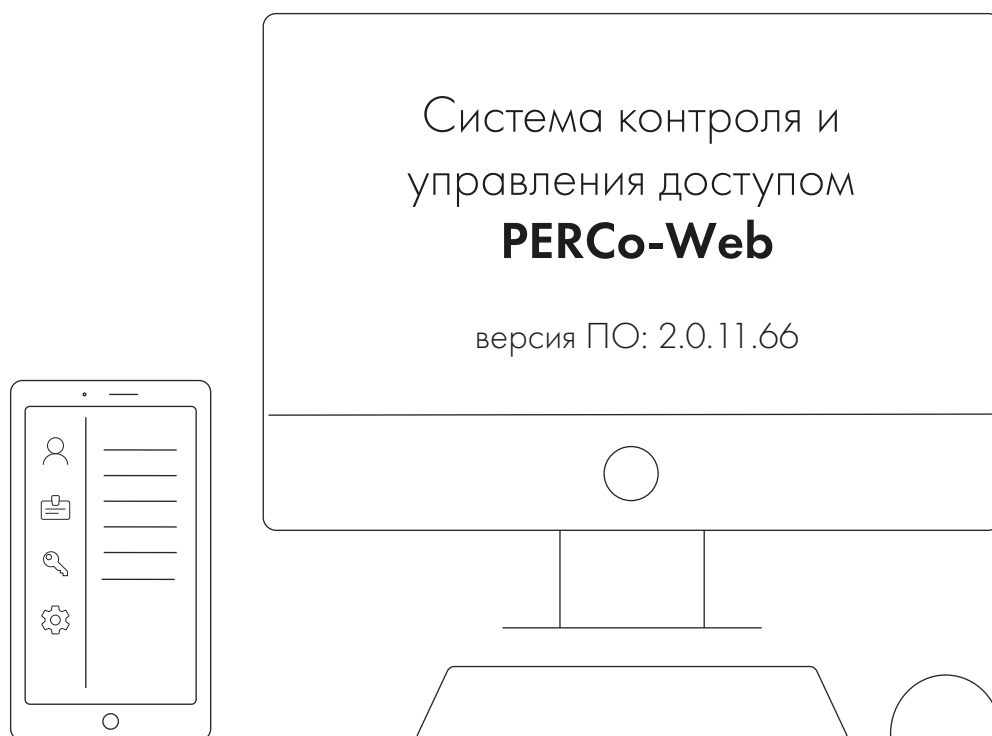 Система контроля и
управления доступом
PERCo-Web
версия ПО: 2.0.11.66